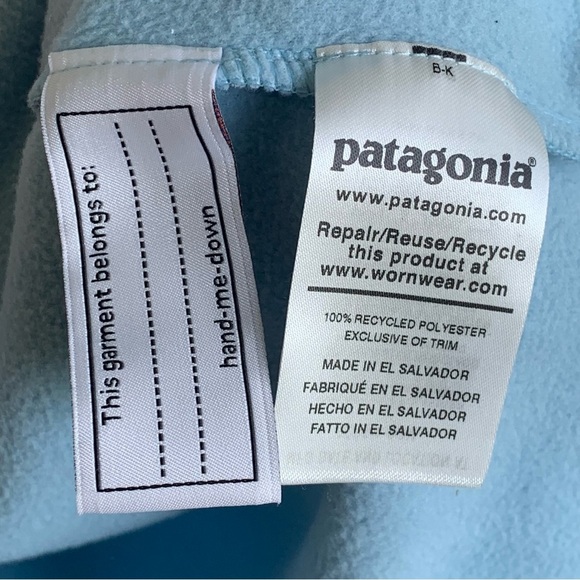 This garment belongs to:
hand-me-down
B-K
patagonia®
www.patagonia.com
Repair/Reuse/Recycle
this product at
www.wornwear.com
100% RECYCLED POLYESTER
EXCLUSIVE OF TRIM
MADE IN EL SALVADOR
FABRIQUÉ EN EL SALVADOR
HECHO EN EL SALVADOR
FATTO IN EL SALVADOR